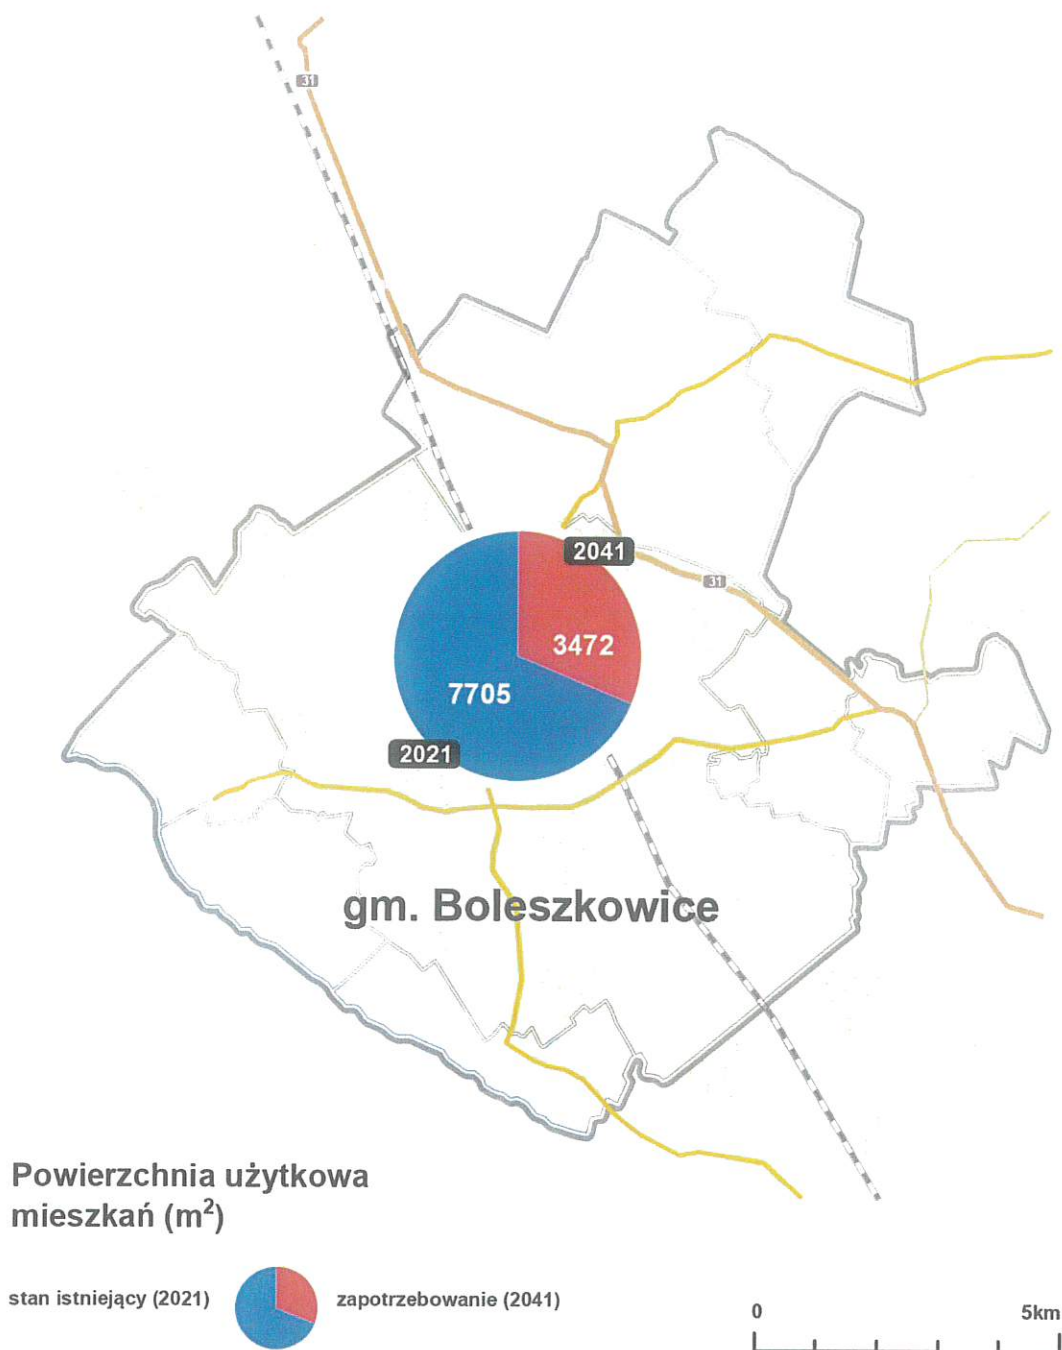 31
2041
31
3472
7705
2021
gm. Boleszkowice
Powierzchnia użytkowa
mieszkań (m²)
stan istniejący (2021)
zapotrzebowanie (2041)
0 5km